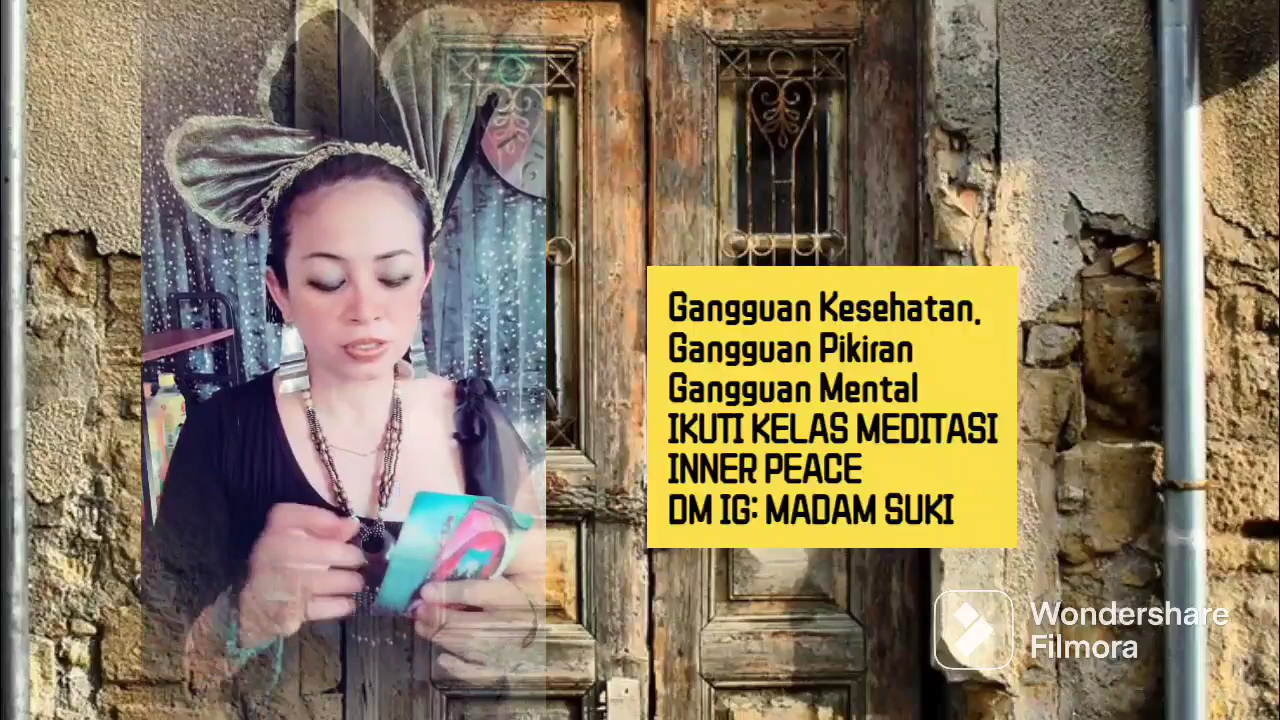 Gangguan Kesehatan,
Gangguan Pikiran
Gangguan Mental
IKUTI KELAS MEDITASI
INNER PEACE
DM IG: MADAM SUKI
Wondershare
Filmora